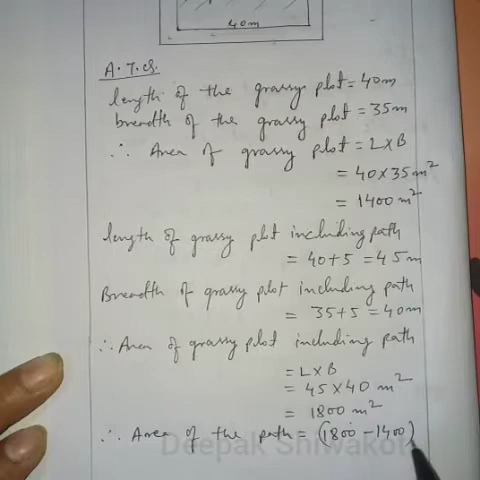 40m
A.T.Q.
length of the grassy plot = 40m
breadth of the grassy plot = 35m
∴ Area of grassy plot = L×B
= 40×35 m²
= 1400 m²
length of grassy plot including path
= 40+5 = 45m
Breadth of grassy plot including path
= 35+5 = 40m
∴ Area of grassy plot including path
= L×B
= 45×40 m²
= 1800 m²
∴ Area of the path = (1800 - 1400)
Deepak Shiwakoti